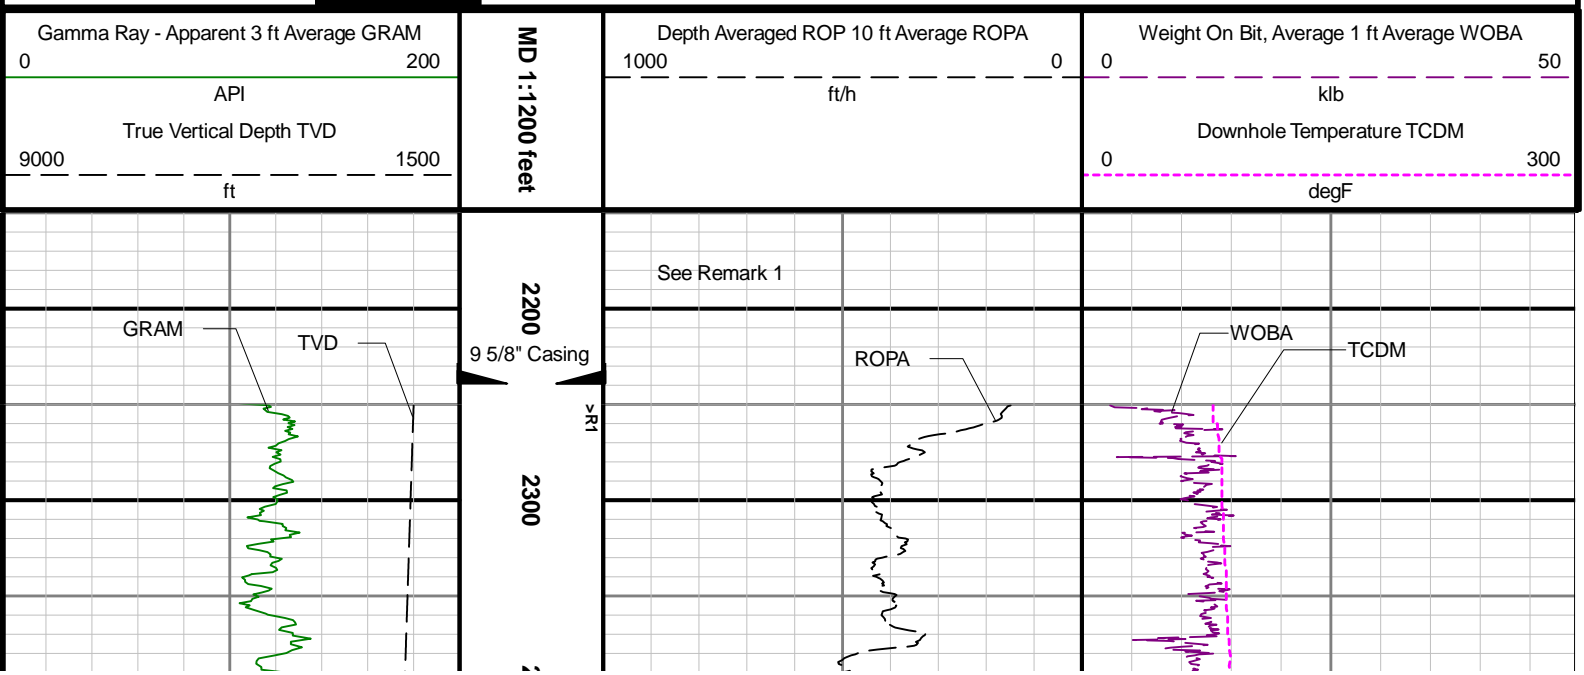 Gamma Ray - Apparent 3 ft Average GRAM
0 200
API
True Vertical Depth TVD
9000 1500
ft
MD 1:1200 feet
Depth Averaged ROP 10 ft Average ROPA
1000 0
ft/h
Weight On Bit, Average 1 ft Average WOBA
0 50
klb
Downhole Temperature TCDM
0 300
degF
See Remark 1
2200
GRAM
TVD
9 5/8" Casing
ROPA
WOBA
TCDM
>R1
2300